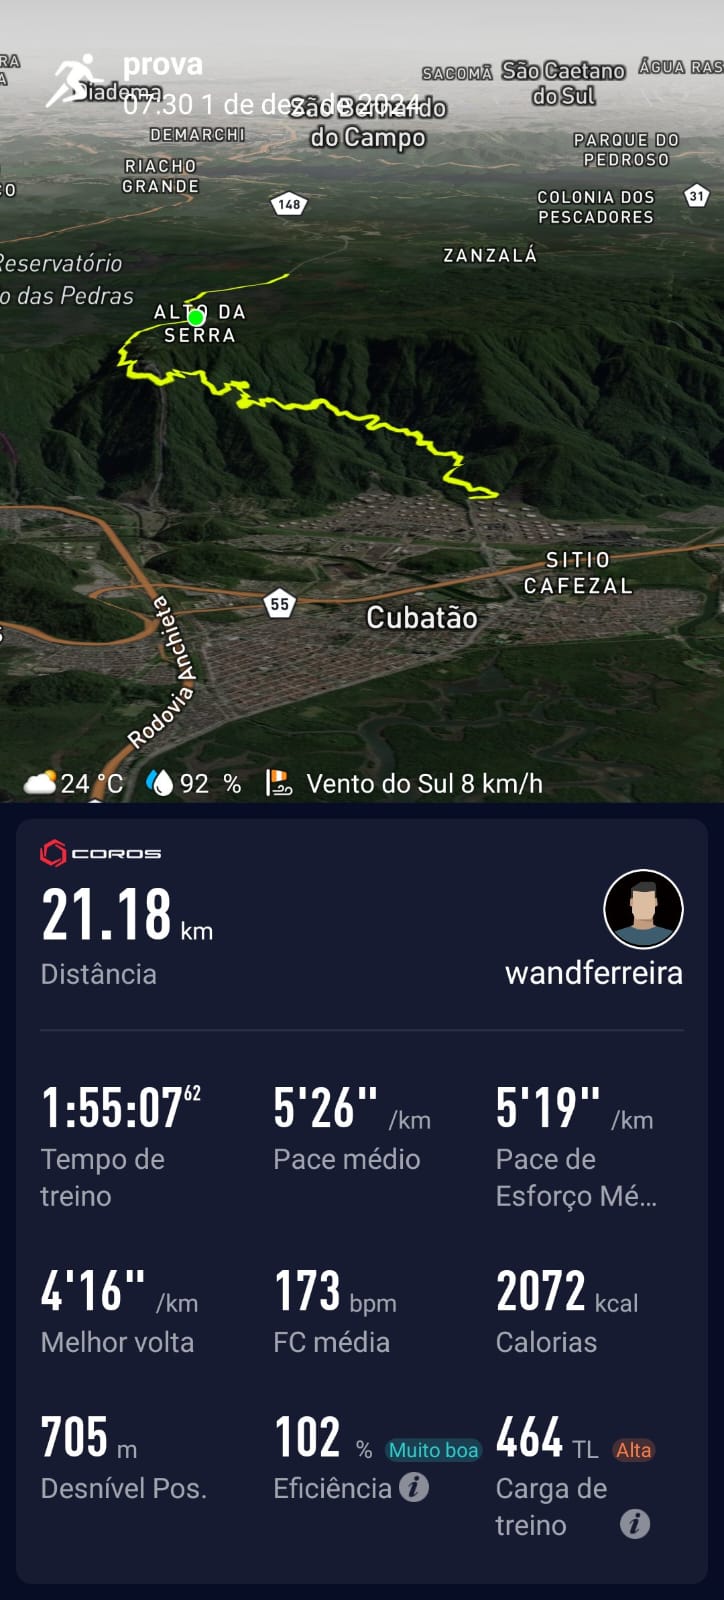 prova
07:30 1 de dez. de 2024
SACOMÃ
São Caetano
do Sul
ÁGUA RAS
RA
A
Diadema
São Bernardo
do Campo
DEMARCHI
PARQUE DO
PEDROSO
RIACHO
GRANDE
CO
148
COLONIA DOS
PESCADORES
31
ZANZALÁ
Reservatório
o das Pedras
ALTO DA
SERRA
SITIO
CAFEZAL
55
Cubatão
Rodovia Anchieta
24 °C 92 % Vento do Sul 8 km/h
COROS
21.18 km
Distância
wandferreira
1:55:07 62
Tempo de
treino
5'26" /km
Pace médio
5'19" /km
Pace de
Esforço Mé...
4'16" /km
Melhor volta
173 bpm
FC média
2072 kcal
Calorias
705 m
Desnível Pos.
102 % Muito boa
Eficiência i
464 TL Alta
Carga de
treino i